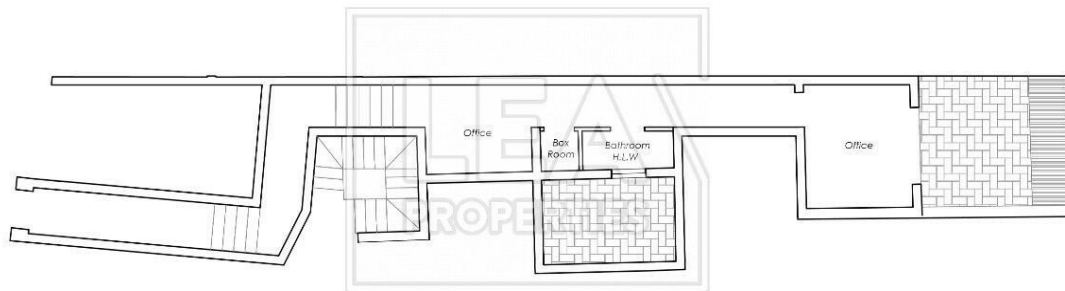 LEA
PROPERTIES
Office
Box
Room
Bathroom
H.L.W
Office